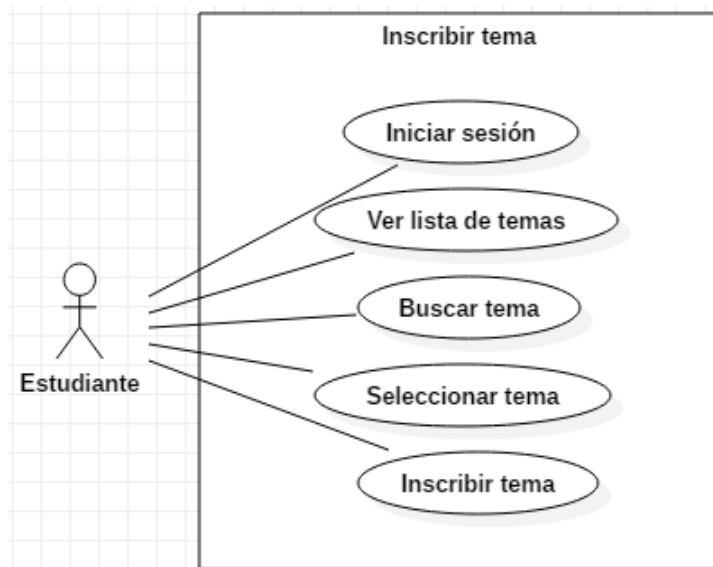 Inscribir tema
Iniciar sesión
Ver lista de temas
Buscar tema
Estudiante
Seleccionar tema
Inscribir tema